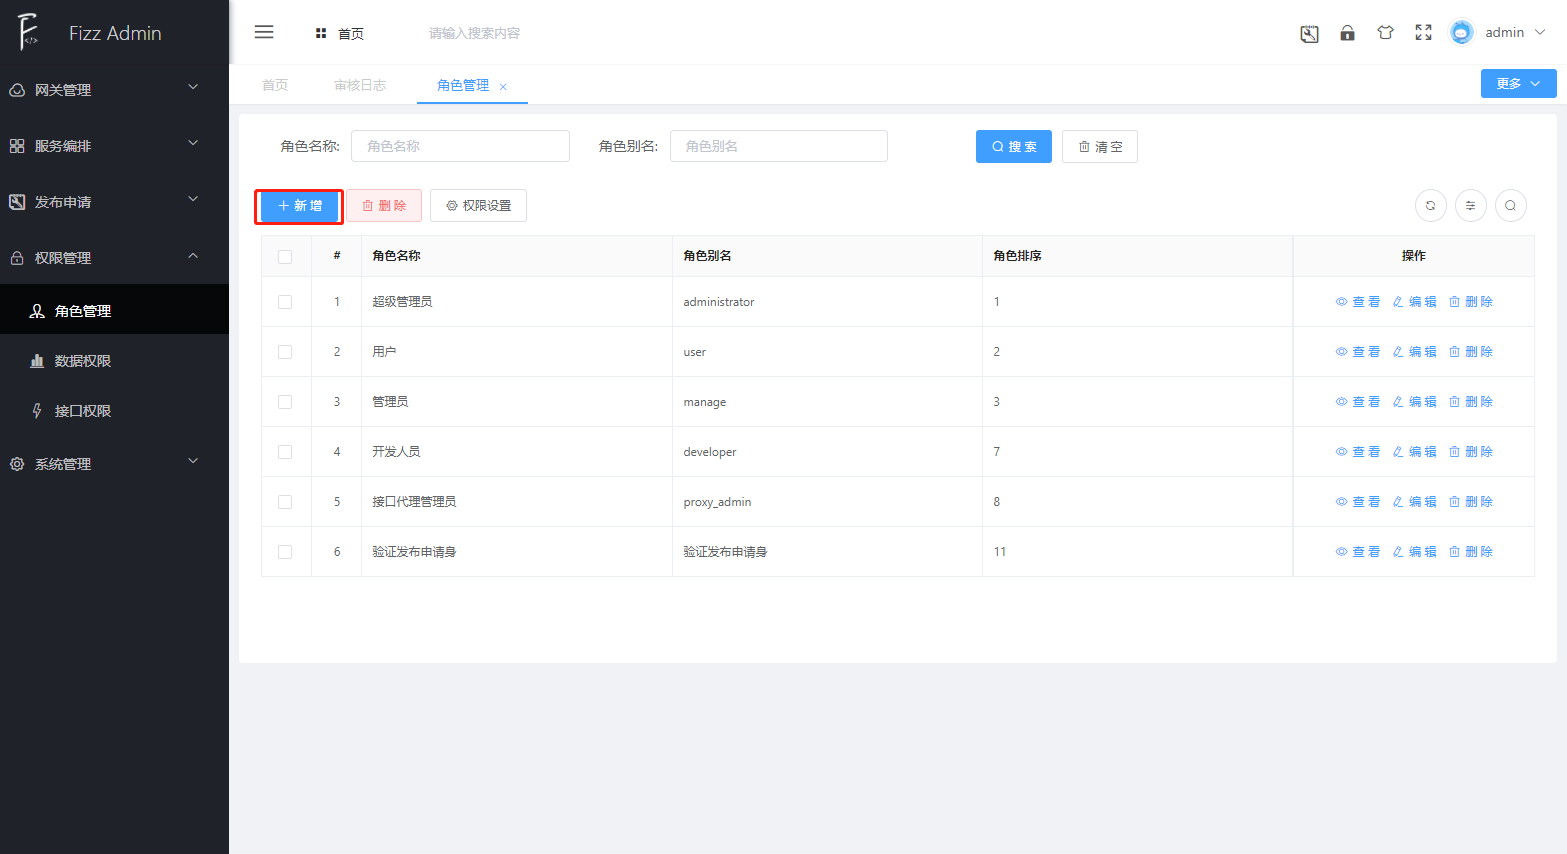 Fizz Admin
首页
请输入搜索内容
admin
网关管理
服务编排
发布申请
权限管理
角色管理
数据权限
接口权限
系统管理
首页 审核日志 角色管理 ×
更多
角色名称: 角色名称 角色别名: 角色别名 搜 索 清 空
+ 新 增 删 除 权限设置
# 角色名称 角色别名 角色排序 操作
1 超级管理员 administrator 1 查 看 编 辑 删 除
2 用户 user 2 查 看 编 辑 删 除
3 管理员 manage 3 查 看 编 辑 删 除
4 开发人员 developer 7 查 看 编 辑 删 除
5 接口代理管理员 proxy_admin 8 查 看 编 辑 删 除
6 验证发布申请身 验证发布申请身 11 查 看 编 辑 删 除